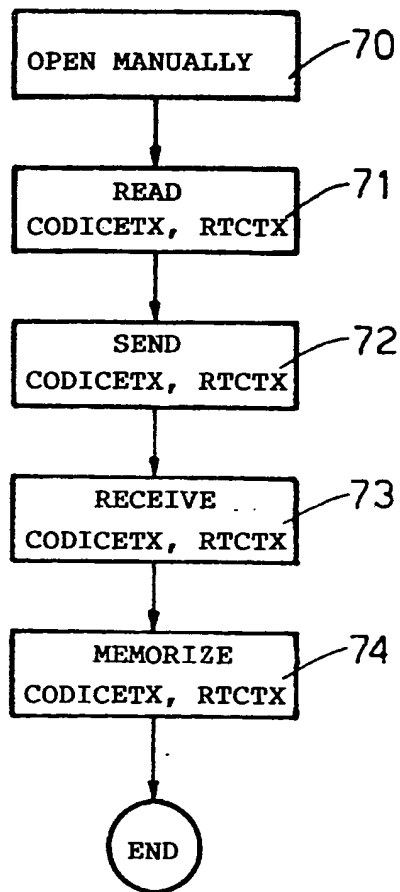 OPEN MANUALLY
70
READ
CODICETX, RTCTX
71
SEND
CODICETX, RTCTX
72
RECEIVE
CODICETX, RTCTX
73
MEMORIZE
CODICETX, RTCTX
74
END